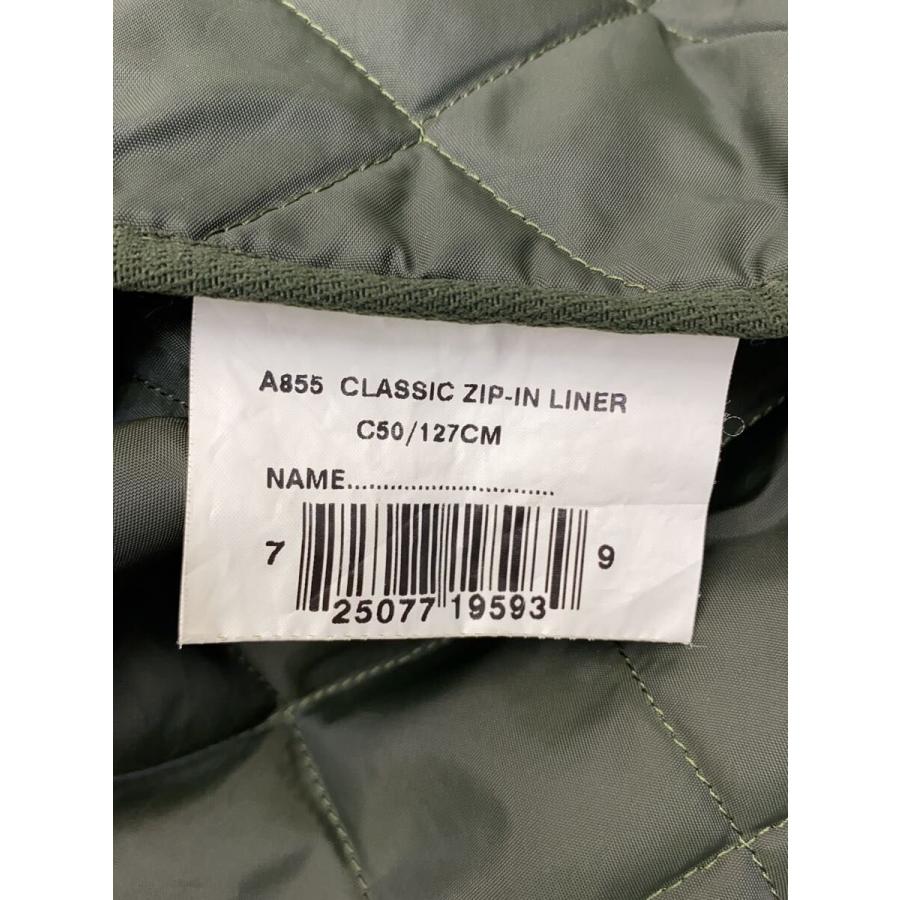 A855 CLASSIC ZIP-IN LINER
C50/127CM
NAME.............................
7 25077 19593 9